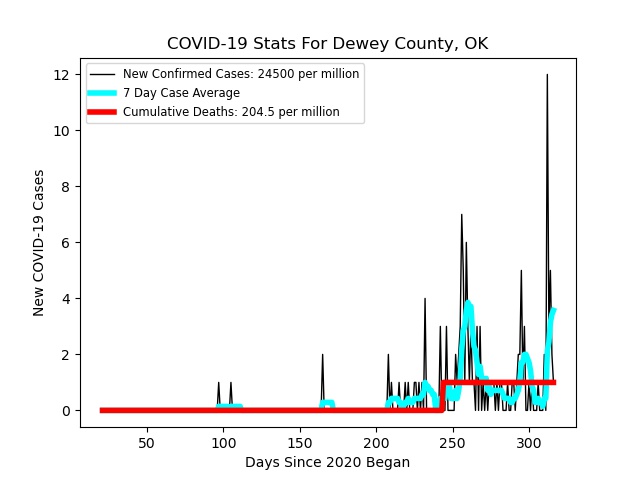 COVID-19 Stats For Dewey County, OK
New Confirmed Cases: 24500 per million
7 Day Case Average
Cumulative Deaths: 204.5 per million
New COVID-19 Cases
12
10
8
6
4
2
0
50 100 150 200 250 300
Days Since 2020 Began